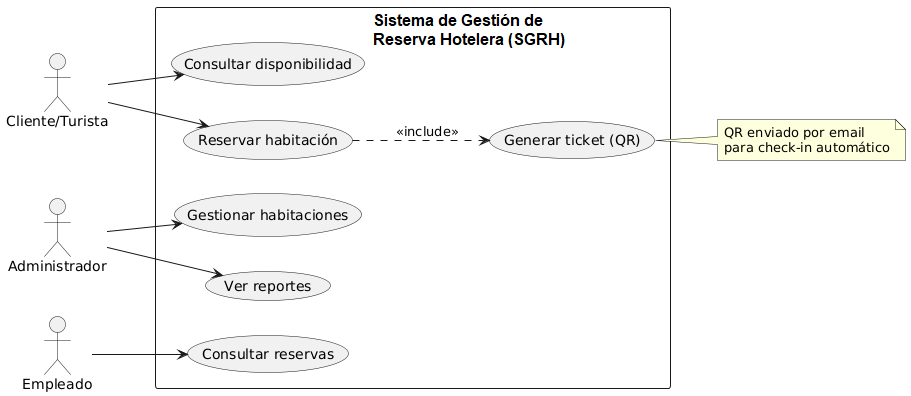 Sistema de Gestión de
Reserva Hotelera (SGRH)
Consultar disponibilidad
Cliente/Turista
Reservar habitación
«include»
Generar ticket (QR)
QR enviado por email
para check-in automático
Gestionar habitaciones
Administrador
Ver reportes
Consultar reservas
Empleado